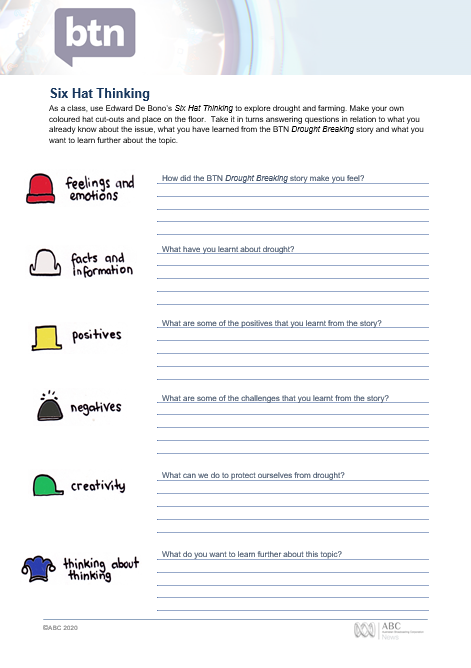 btn
Six Hat Thinking
As a class, use Edward De Bono's Six Hat Thinking to explore drought and farming. Make your own
coloured hat cut-outs and place on the floor. Take it in turns answering questions in relation to what you
already know about the issue, what you have learned from the BTN Drought Breaking story and what you
want to learn further about the topic.
feelings and
emotions
How did the BTN Drought Breaking story make you feel?
facts and
information
What have you learnt about drought?
positives
What are some of the positives that you learnt from the story?
negatives
What are some of the challenges that you learnt from the story?
creativity
What can we do to protect ourselves from drought?
thinking about
thinking
What do you want to learn further about this topic?
©ABC 2020
ABC
Australian Broadcasting Corporation
News